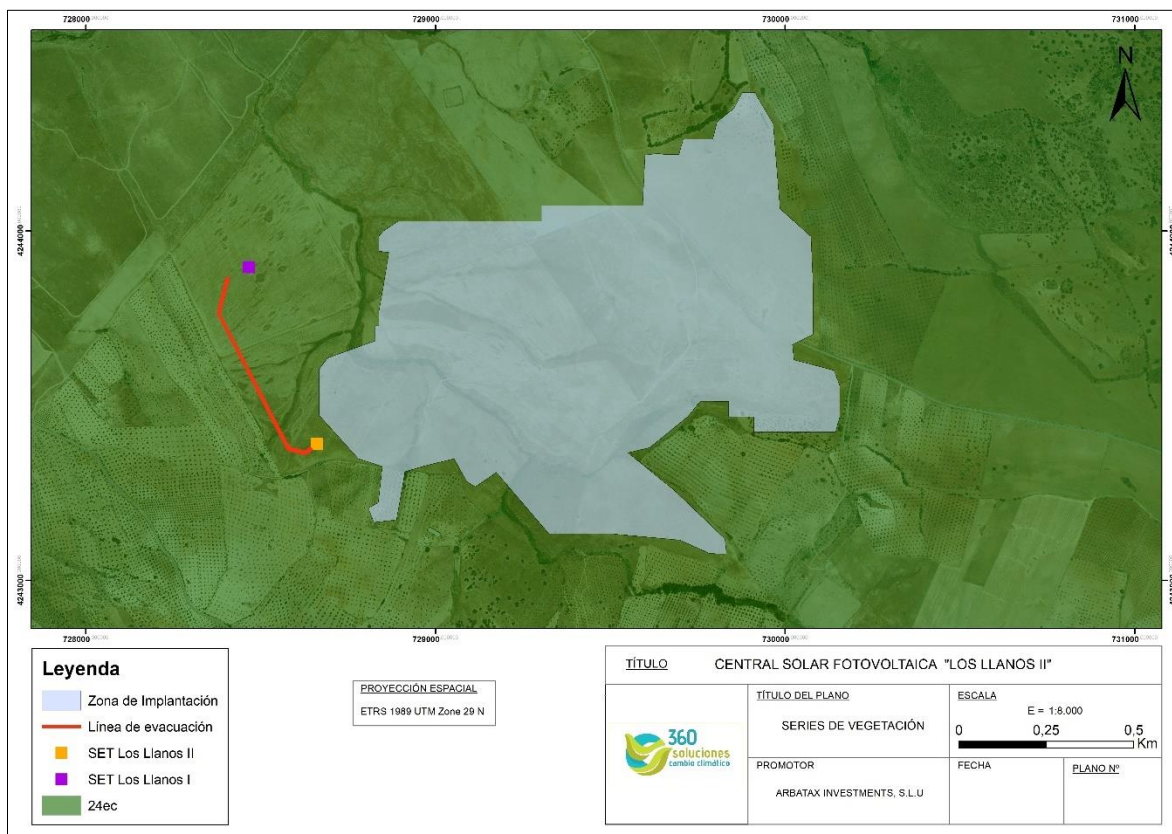 728000
729000
730000
731000
N
4244000
4243000
4244000
4243000
728000
729000
730000
731000
Leyenda
Zona de Implantación
Línea de evacuación
SET Los Llanos II
SET Los Llanos I
24ec
PROYECCIÓN ESPACIAL
ETRS 1989 UTM Zone 29 N
TÍTULO
CENTRAL SOLAR FOTOVOLTAICA "LOS LLANOS II"
360
soluciones
cambio climático
TÍTULO DEL PLANO
SERIES DE VEGETACIÓN
ESCALA
E = 1:8.000
0 0,25 0,5
Km
PROMOTOR
ARBATAX INVESTMENTS, S.L.U
FECHA
PLANO Nº